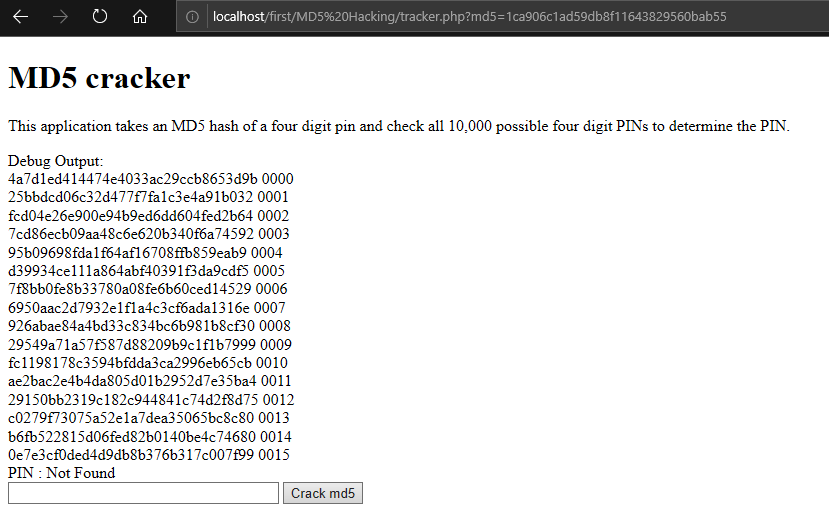 localhost/first/MD5%20Hacking/tracker.php?md5=1ca906c1ad59db8f11643829560bab55
MD5 cracker
This application takes an MD5 hash of a four digit pin and check all 10,000 possible four digit PINs to determine the PIN.
Debug Output:
4a7d1ed414474e4033ac29ccb8653d9b 0000
25bbdcd06c32d477f7fa1c3e4a91b032 0001
fcd04e26e900e94b9ed6dd604fed2b64 0002
7cd86ecb09aa48c6e620b340f6a74592 0003
95b09698fda1f64af16708ffb859eab9 0004
d39934ce111a864abf40391f3da9cdf5 0005
7f8bb0fe8b33780a08fe6b60ced14529 0006
6950aac2d7932e1f1a4c3cf6ada1316e 0007
926abae84a4bd33c834bc6b981b8cf30 0008
29549a71a57f587d88209b9c1f1b7999 0009
fc1198178c3594bfdda3ca2996eb65cb 0010
ae2bac2e4b4da805d01b2952d7e35ba4 0011
29150bb2319c182c944841c74d2f8d75 0012
c0279f73075a52e1a7dea35065bc8c80 0013
b6fb522815d06fed82b0140be4c74680 0014
0e7e3cf0ded4d9db8b376b317c007f99 0015
PIN : Not Found
Crack md5